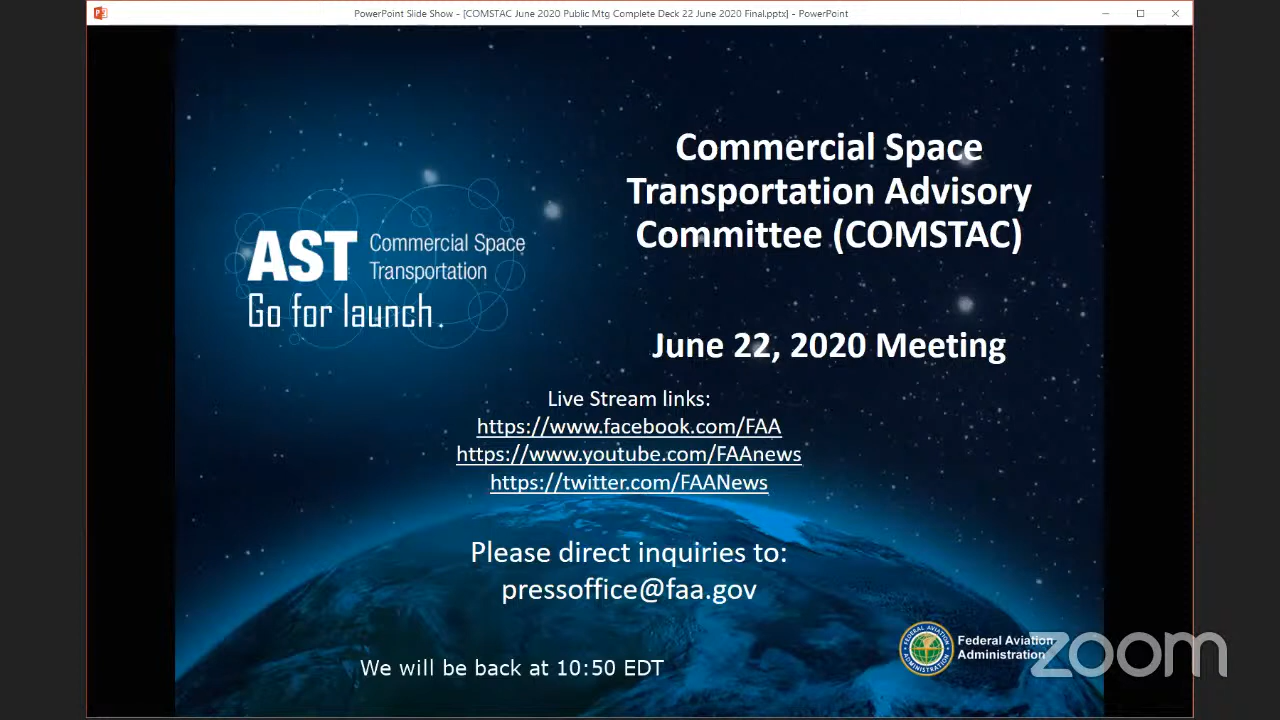 PowerPoint Slide Show - [COMSTAC June 2020 Public Mtg Complete Deck 22 June 2020 Final.pptx] - PowerPoint
Commercial Space
Transportation Advisory
Committee (COMSTAC)
AST Commercial Space
Transportation
Go for launch.
June 22, 2020 Meeting
Live Stream links:
https://www.facebook.com/FAA
https://www.youtube.com/FAAnews
https://twitter.com/FAANews
Please direct inquiries to:
pressoffice@faa.gov
FEDERAL AVIATION
ADMINISTRATION
Federal Aviation
Administration
zoom
We will be back at 10:50 EDT